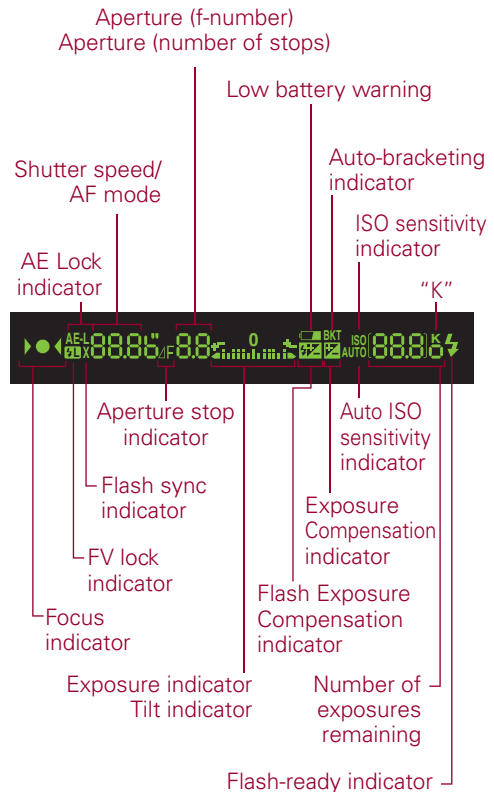 Aperture (f-number)
Aperture (number of stops)
Low battery warning
Shutter speed/
AF mode
Auto-bracketing
indicator
ISO sensitivity
indicator
AE Lock
indicator
"K"
AE-L
L X
F
0
BKT
ISO
AUTO
K
Aperture stop
indicator
Auto ISO
sensitivity
indicator
Flash sync
indicator
Exposure
Compensation
indicator
FV lock
indicator
Flash Exposure
Compensation
indicator
Focus
indicator
Exposure indicator
Tilt indicator
Number of
exposures
remaining
Flash-ready indicator